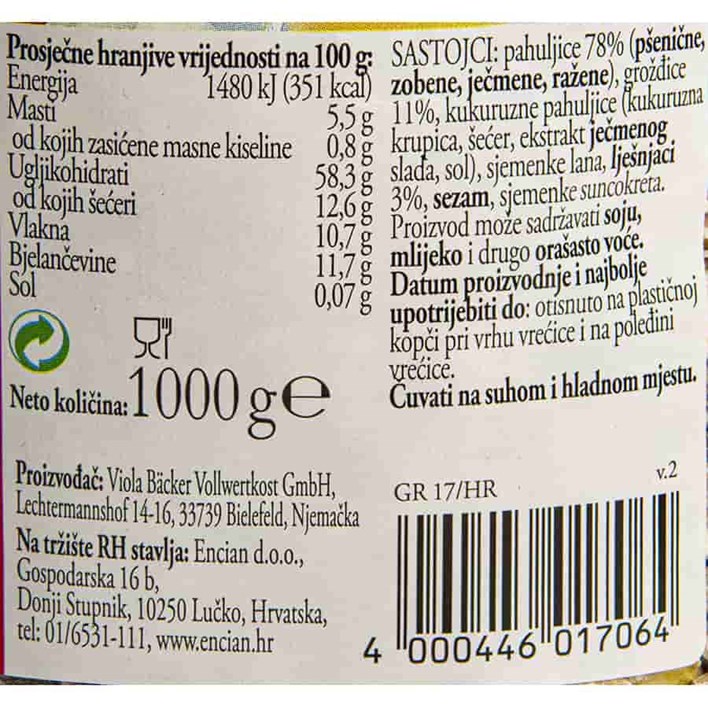 Prosječne hranjive vrijednosti na 100 g:
Energija 1480 kJ (351 kcal)
Masti 5,5 g
od kojih zasićene masne kiseline 0,8 g
Ugljikohidrati 58,3 g
od kojih šećeri 12,6 g
Vlakna 10,7 g
Bjelančevine 11,7 g
Sol 0,07 g
Neto količina: 1000 g e
Proizvođač: Viola Bäcker Vollwertkost GmbH,
Lechtermannshof 14-16, 33739 Bielefeld, Njemačka
Na tržište RH stavlja: Encian d.o.o.,
Gospodarska 16 b,
Donji Stupnik, 10250 Lučko, Hrvatska,
tel: 01/6531-111, www.encian.hr
SASTOJCI: pahuljice 78% (pšenične,
zobene, ječmene, ražene), grožđice
11%, kukuruzne pahuljice (kukuruzna
krupica, šećer, ekstrakt ječmenog
slada, sol), sjemenke lana, lješnjaci
3%, sezam, sjemenke suncokreta.
Proizvod može sadržavati soju,
mlijeko i drugo orašasto voće.
Datum proizvodnje i najbolje
upotrijebiti do: otisnuto na plastičnoj
kopči pri vrhu vrećice i na poleđini
vrećice.
Čuvati na suhom i hladnom mjestu.
GR 17/HR v.2
4 000446 017064